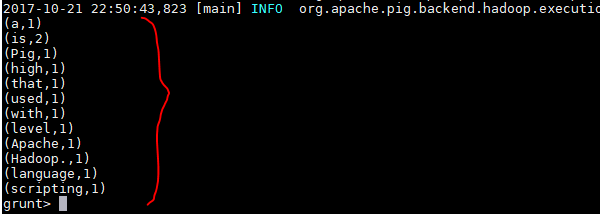 2017-10-21 22:50:43,823 [main] INFO  org.apache.pig.backend.hadoop.executio
(a,1)
(is,2)
(Pig,1)
(high,1)
(that,1)
(used,1)
(with,1)
(level,1)
(Apache,1)
(Hadoop.,1)
(language,1)
(scripting,1)
grunt>